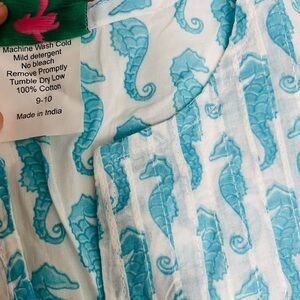 Machine Wash Cold
Mild detergent
No bleach
Remove Promptly
Tumble Dry Low
100% Cotton
9-10
Made in India